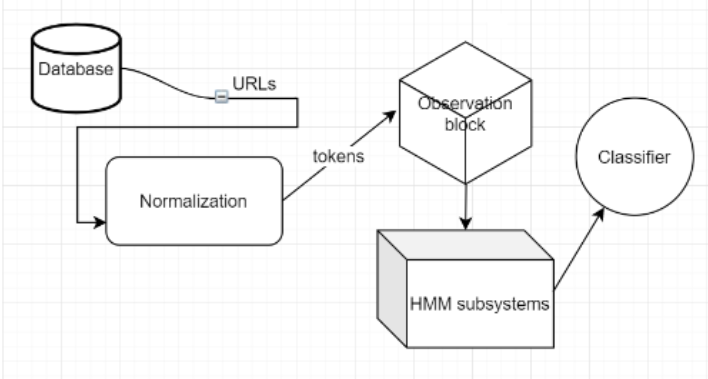 Database
URLs
Normalization
tokens
Observation
block
HMM subsystems
Classifier